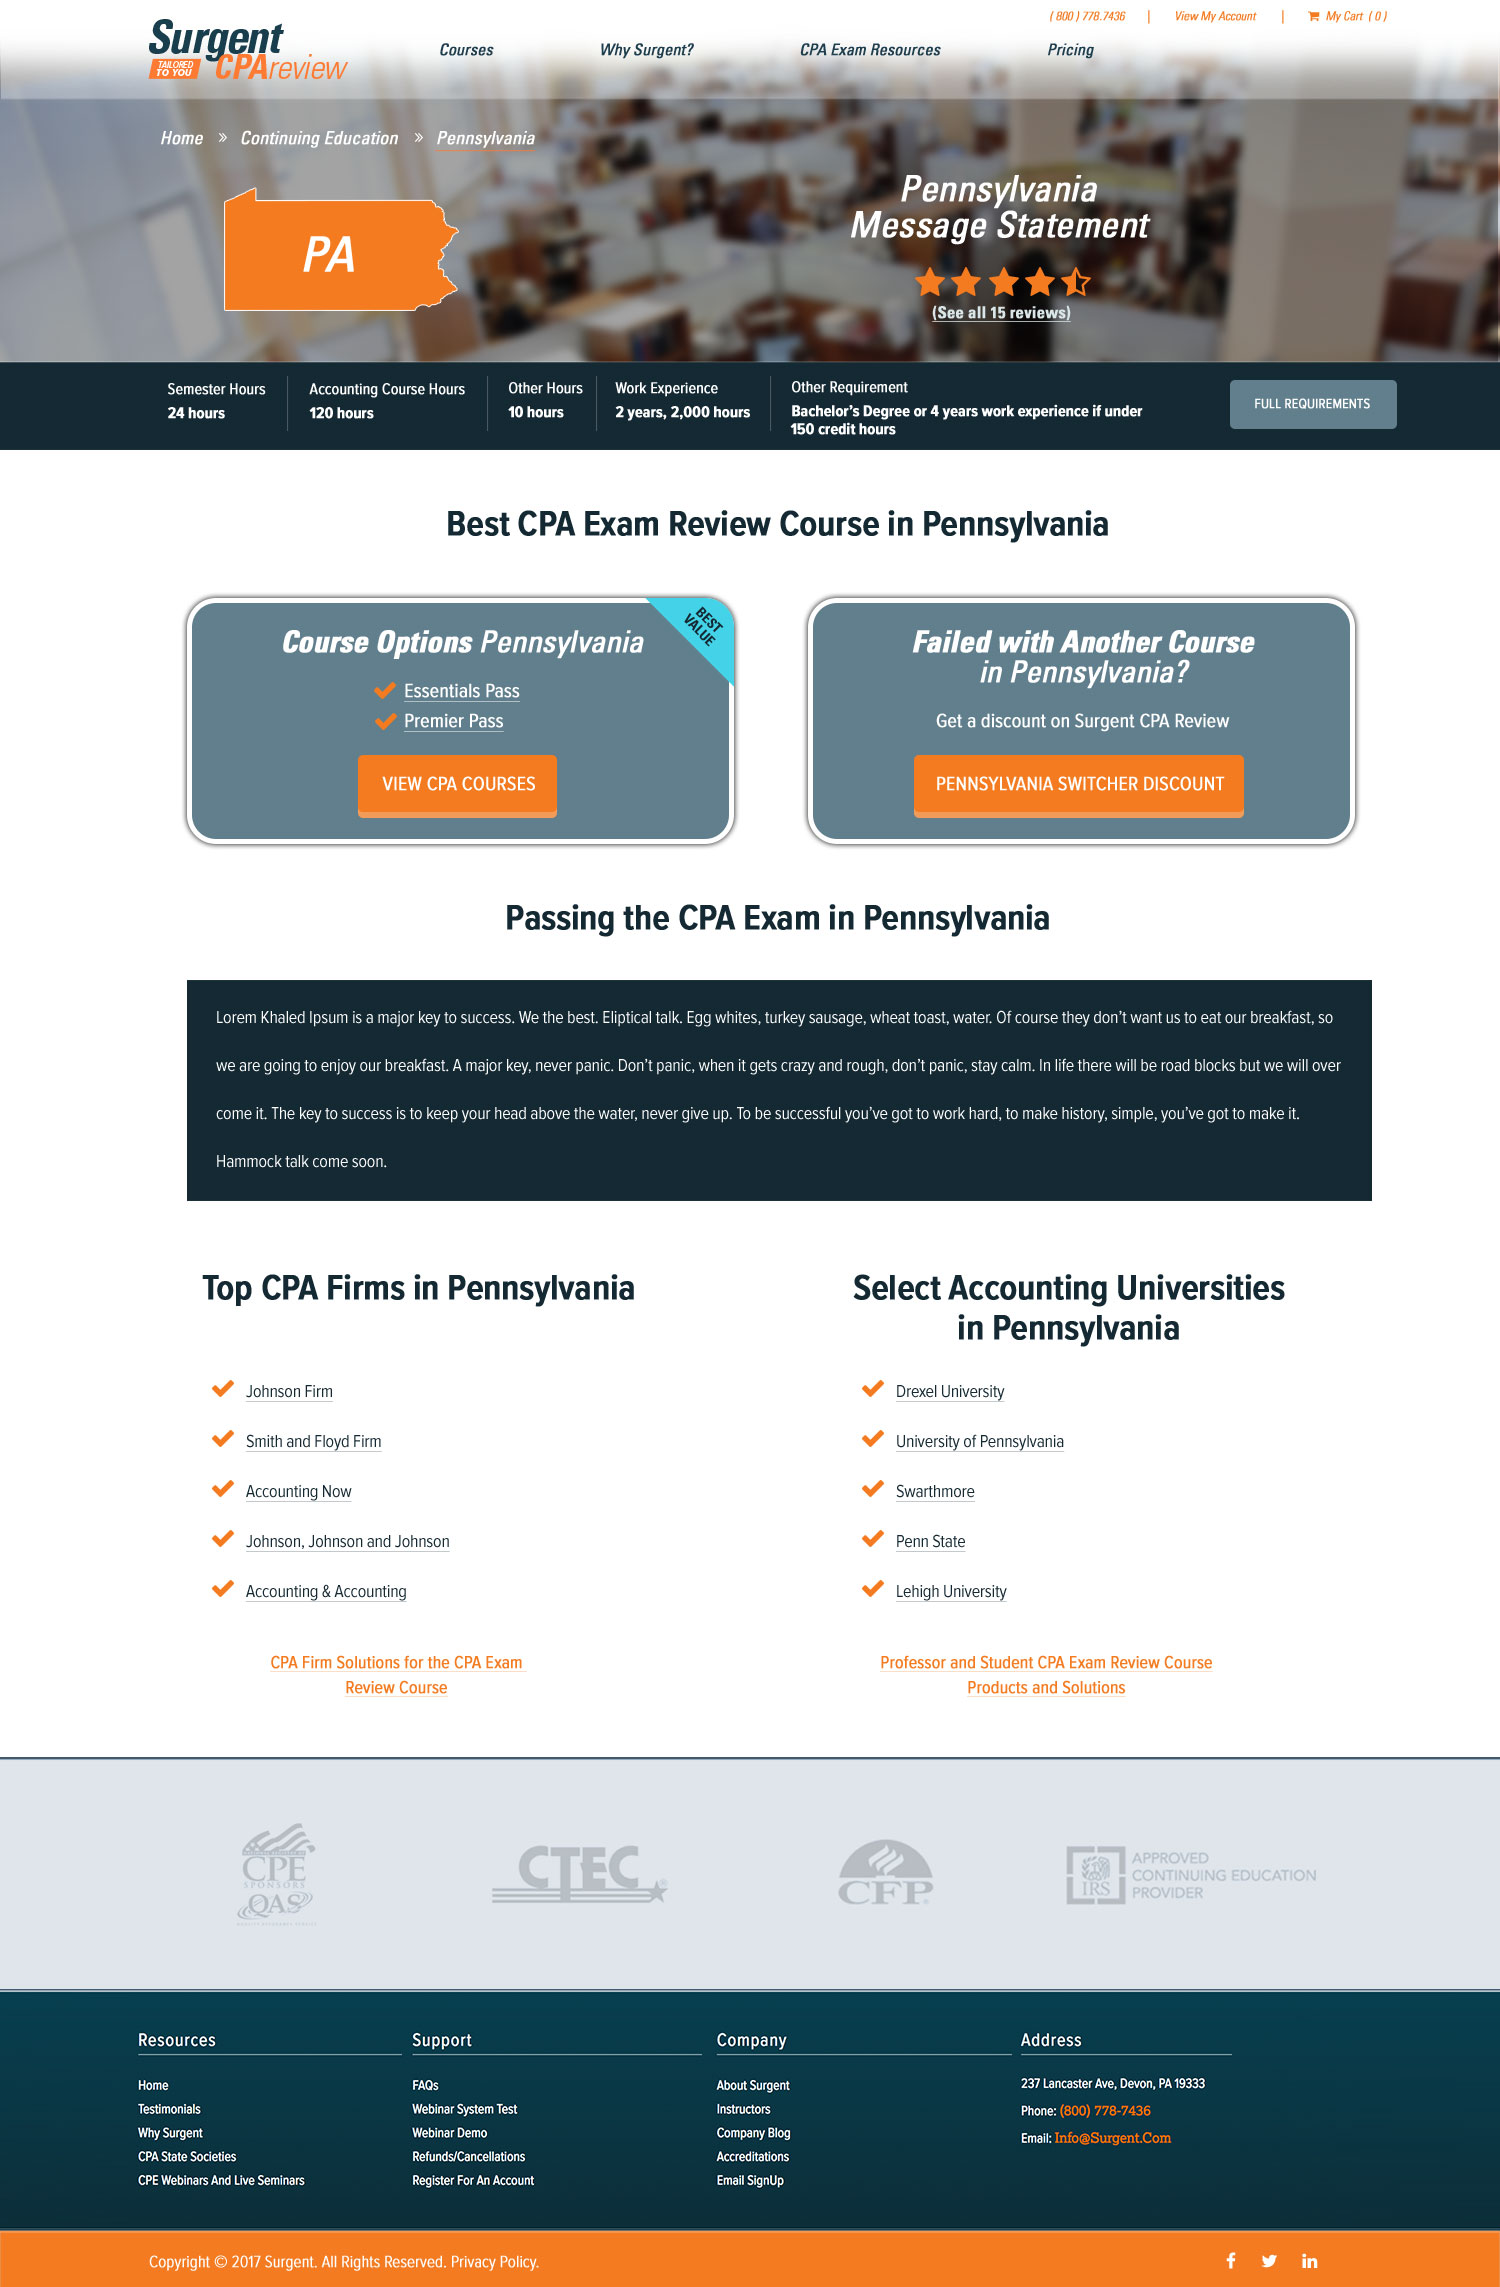 ( 800 ) 778.7436 | View My Account | My Cart ( 0 )
Surgent
TAILORED
TO YOU
CPAreview
Courses Why Surgent? CPA Exam Resources Pricing
Home » Continuing Education » Pennsylvania
PA
Pennsylvania
Message Statement
(See all 15 reviews)
Semester Hours
24 hours
Accounting Course Hours
120 hours
Other Hours
10 hours
Work Experience
2 years, 2,000 hours
Other Requirement
Bachelor's Degree or 4 years work experience if under
150 credit hours
FULL REQUIREMENTS
Best CPA Exam Review Course in Pennsylvania
BEST
VALUE
Course Options Pennsylvania
Essentials Pass
Premier Pass
VIEW CPA COURSES
Failed with Another Course
in Pennsylvania?
Get a discount on Surgent CPA Review
PENNSYLVANIA SWITCHER DISCOUNT
Passing the CPA Exam in Pennsylvania
Lorem Khaled Ipsum is a major key to success. We the best. Eliptical talk. Egg whites, turkey sausage, wheat toast, water. Of course they don't want us to eat our breakfast, so
we are going to enjoy our breakfast. A major key, never panic. Don't panic, when it gets crazy and rough, don't panic, stay calm. In life there will be road blocks but we will over
come it. The key to success is to keep your head above the water, never give up. To be successful you've got to work hard, to make history, simple, you've got to make it.
Hammock talk come soon.
Top CPA Firms in Pennsylvania
Johnson Firm
Smith and Floyd Firm
Accounting Now
Johnson, Johnson and Johnson
Accounting & Accounting
CPA Firm Solutions for the CPA Exam
Review Course
Select Accounting Universities
in Pennsylvania
Drexel University
University of Pennsylvania
Swarthmore
Penn State
Lehigh University
Professor and Student CPA Exam Review Course
Products and Solutions
CPE
SPONSORS
QAS
CTEC®
CFP®
IRS
APPROVED
CONTINUING EDUCATION
PROVIDER
Resources
Home
Testimonials
Why Surgent
CPA State Societies
CPE Webinars And Live Seminars
Support
FAQs
Webinar System Test
Webinar Demo
Refunds/Cancellations
Register For An Account
Company
About Surgent
Instructors
Company Blog
Accreditations
Email SignUp
Address
237 Lancaster Ave, Devon, PA 19333
Phone: (800) 778-7436
Email: Info@Surgent.Com
Copyright © 2017 Surgent. All Rights Reserved. Privacy Policy.